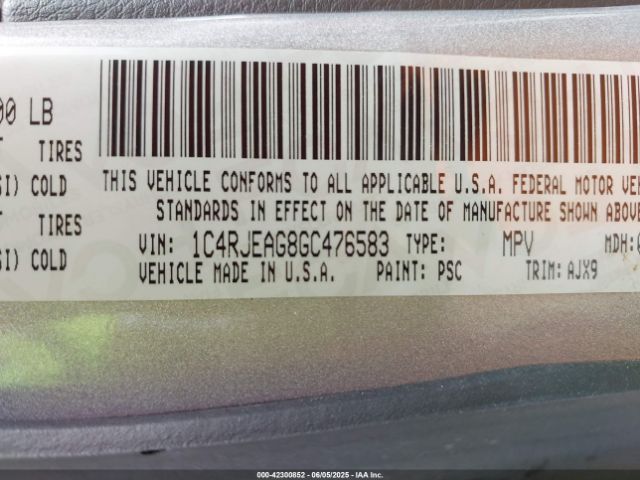 00 LB
TIRES
SI) COLD
TIRES
SI) COLD
THIS VEHICLE CONFORMS TO ALL APPLICABLE U.S.A. FEDERAL MOTOR VEH
STANDARDS IN EFFECT ON THE DATE OF MANUFACTURE SHOWN ABOVE
VIN: 1C4RJEAG8GC476583 TYPE: MPV MDH:0
VEHICLE MADE IN U.S.A. PAINT: PSC TRIM: AJX9
000-42300852 - 06/05/2025 - IAA Inc.